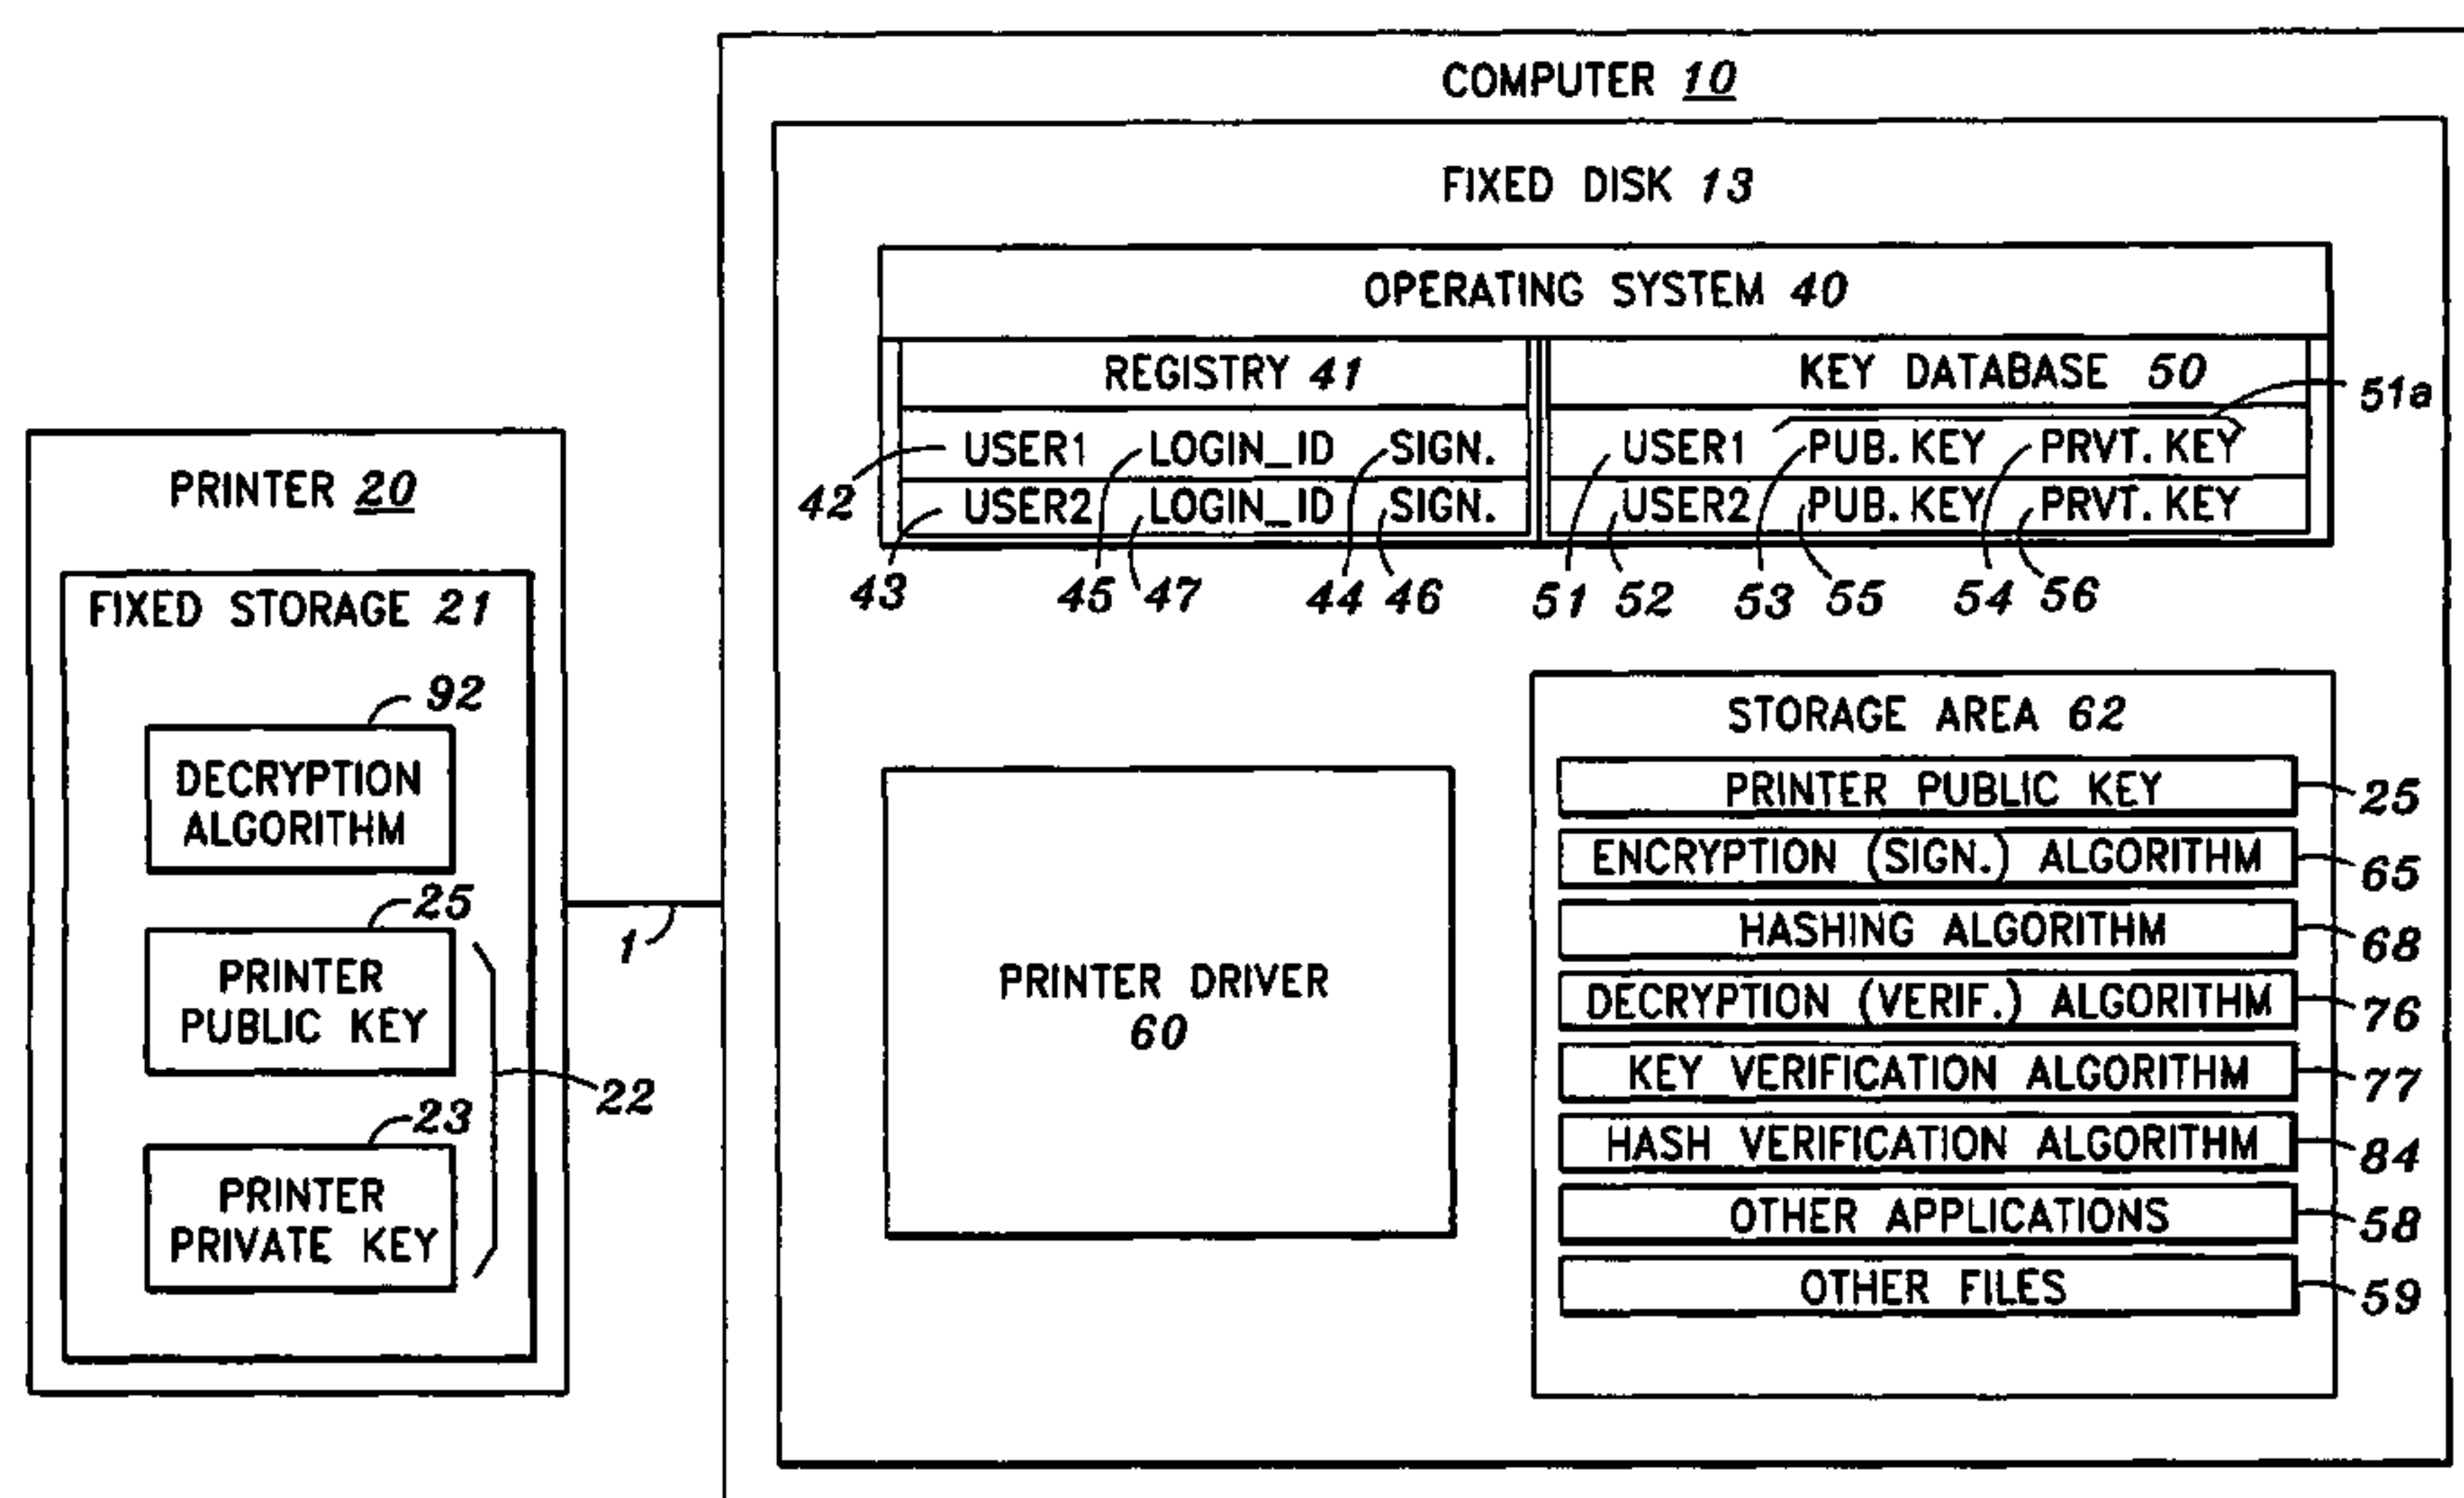 COMPUTER 10
FIXED DISK 13
OPERATING SYSTEM 40
REGISTRY 41
KEY DATABASE 50
51a
USER1 LOGIN_ID SIGN.
USER1 PUB. KEY PRVT. KEY
42
USER2 LOGIN_ID SIGN.
USER2 PUB. KEY PRVT. KEY
43 45 47 44 46 51 52 53 55 54 56
PRINTER 20
FIXED STORAGE 21
92
DECRYPTION
ALGORITHM
25
PRINTER
PUBLIC KEY
22
23
PRINTER
PRIVATE KEY
1
PRINTER DRIVER
60
STORAGE AREA 62
PRINTER PUBLIC KEY 25
ENCRYPTION (SIGN.) ALGORITHM 65
HASHING ALGORITHM 68
DECRYPTION (VERIF.) ALGORITHM 76
KEY VERIFICATION ALGORITHM 77
HASH VERIFICATION ALGORITHM 84
OTHER APPLICATIONS 58
OTHER FILES 59